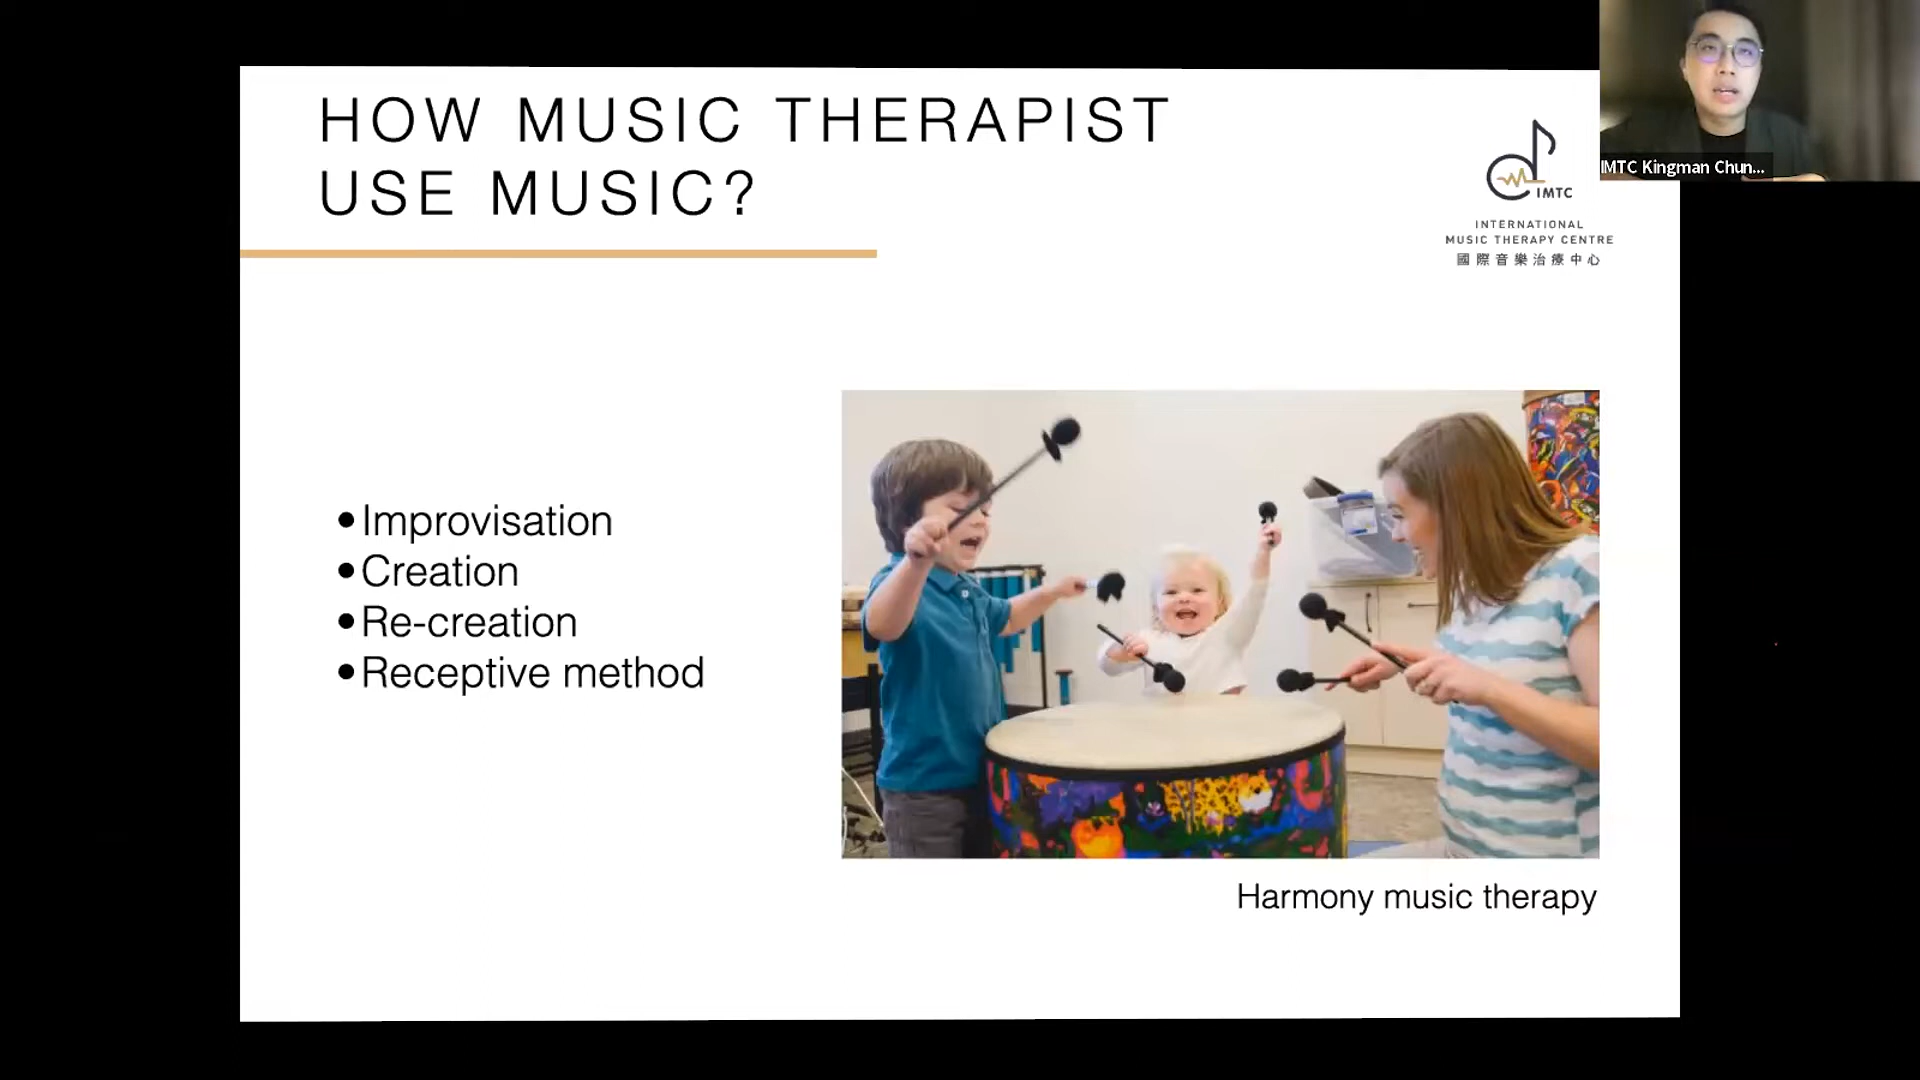 HOW MUSIC THERAPIST
USE MUSIC?
IMTC Kingman Chun...
IMTC
INTERNATIONAL
MUSIC THERAPY CENTRE
國際音樂治療中心
•Improvisation
•Creation
•Re-creation
•Receptive method
Harmony music therapy